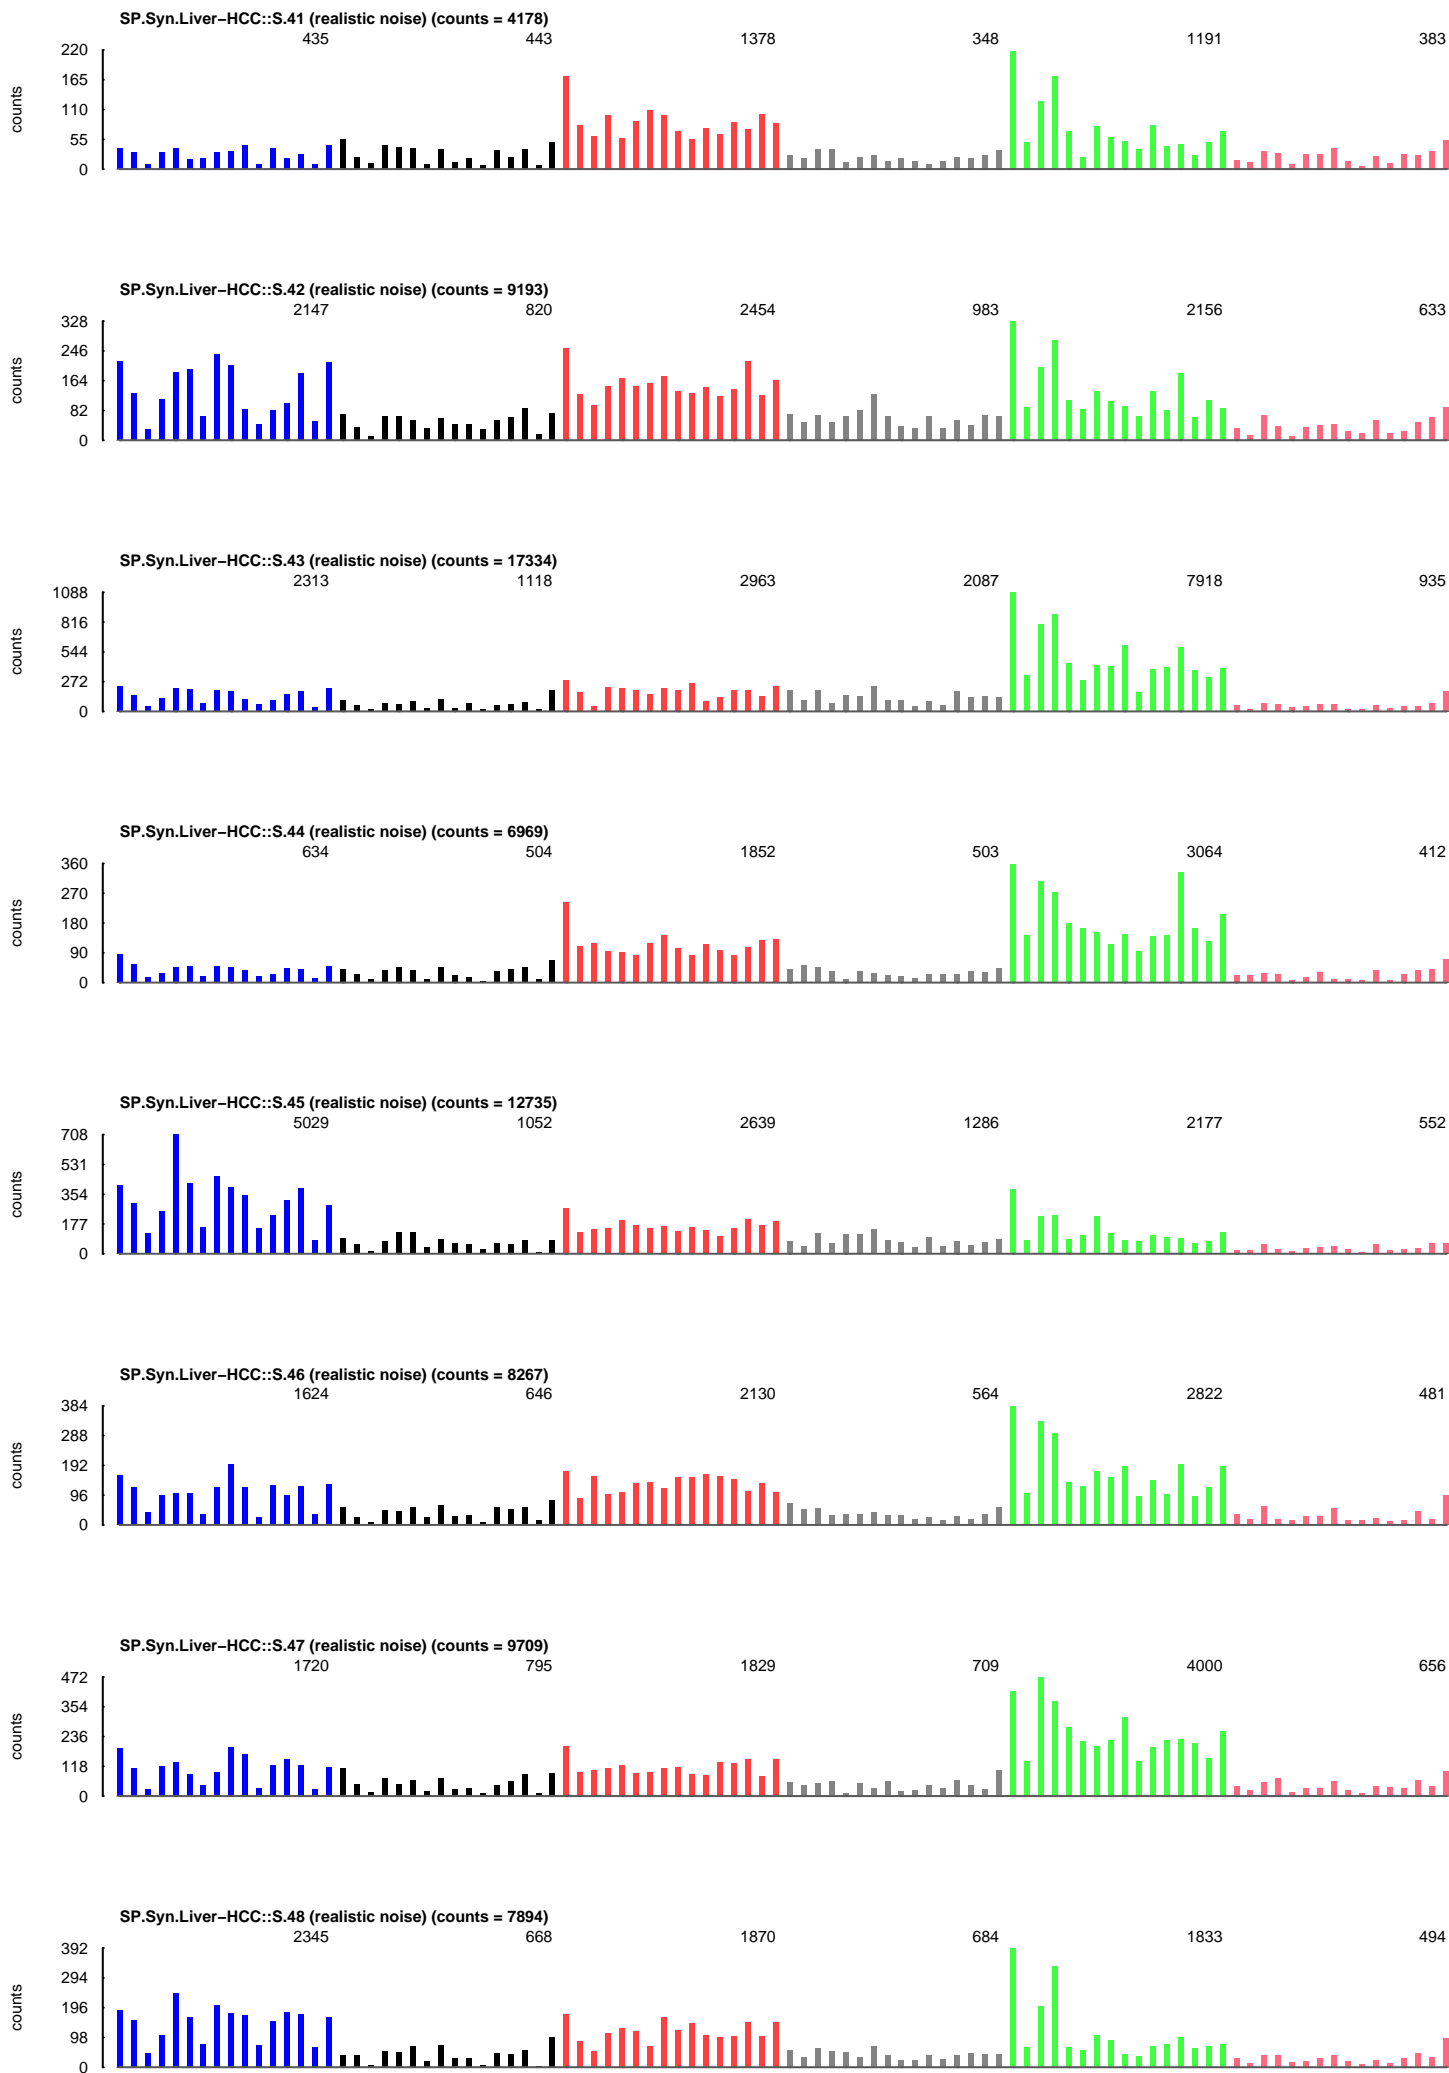 SP.Syn.Liver−HCC::S.41 (realistic noise) (counts = 4178)
435 443 1378 348 1191 383
220
165
110
55
0
counts
SP.Syn.Liver−HCC::S.42 (realistic noise) (counts = 9193)
2147 820 2454 983 2156 633
328
246
164
82
0
counts
SP.Syn.Liver−HCC::S.43 (realistic noise) (counts = 17334)
2313 1118 2963 2087 7918 935
1088
816
544
272
0
counts
SP.Syn.Liver−HCC::S.44 (realistic noise) (counts = 6969)
634 504 1852 503 3064 412
360
270
180
90
0
counts
SP.Syn.Liver−HCC::S.45 (realistic noise) (counts = 12735)
5029 1052 2639 1286 2177 552
708
531
354
177
0
counts
SP.Syn.Liver−HCC::S.46 (realistic noise) (counts = 8267)
1624 646 2130 564 2822 481
384
288
192
96
0
counts
SP.Syn.Liver−HCC::S.47 (realistic noise) (counts = 9709)
1720 795 1829 709 4000 656
472
354
236
118
0
counts
SP.Syn.Liver−HCC::S.48 (realistic noise) (counts = 7894)
2345 668 1870 684 1833 494
392
294
196
98
0
counts